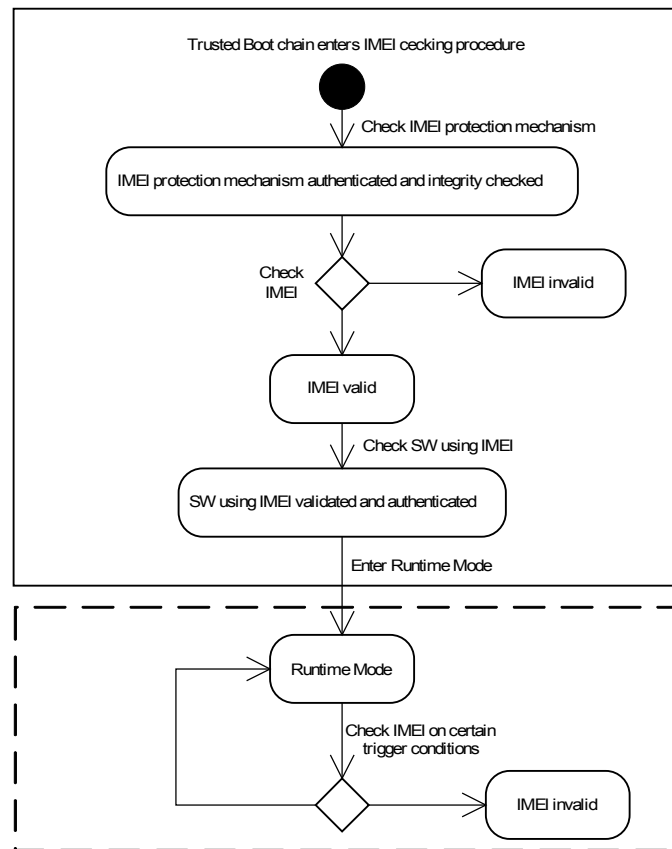 Trusted Boot chain enters IMEI cecking procedure
Check IMEI protection mechanism
IMEI protection mechanism authenticated and integrity checked
Check
IMEI
IMEI invalid
IMEI valid
Check SW using IMEI
SW using IMEI validated and authenticated
Enter Runtime Mode
Runtime Mode
Check IMEI on certain
trigger conditions
IMEI invalid